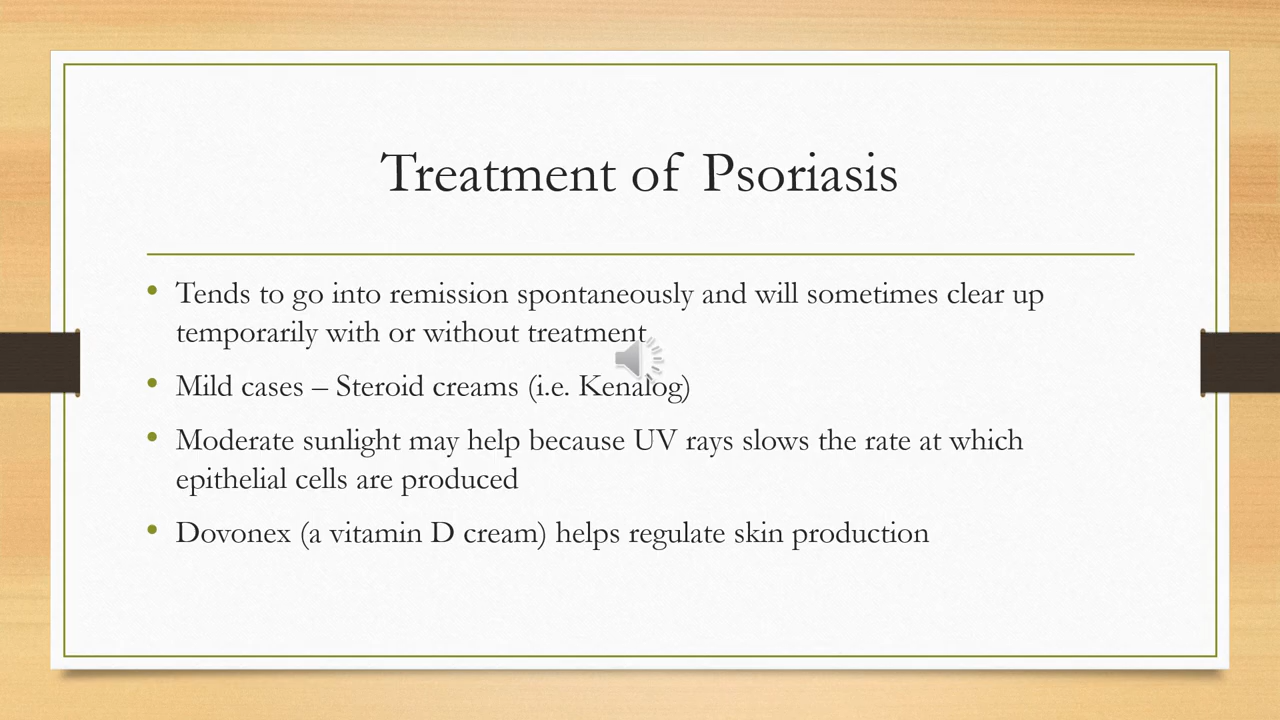 Treatment of Psoriasis
• Tends to go into remission spontaneously and will sometimes clear up
temporarily with or without treatment
• Mild cases – Steroid creams (i.e. Kenalog)
• Moderate sunlight may help because UV rays slows the rate at which
epithelial cells are produced
• Dovonex (a vitamin D cream) helps regulate skin production